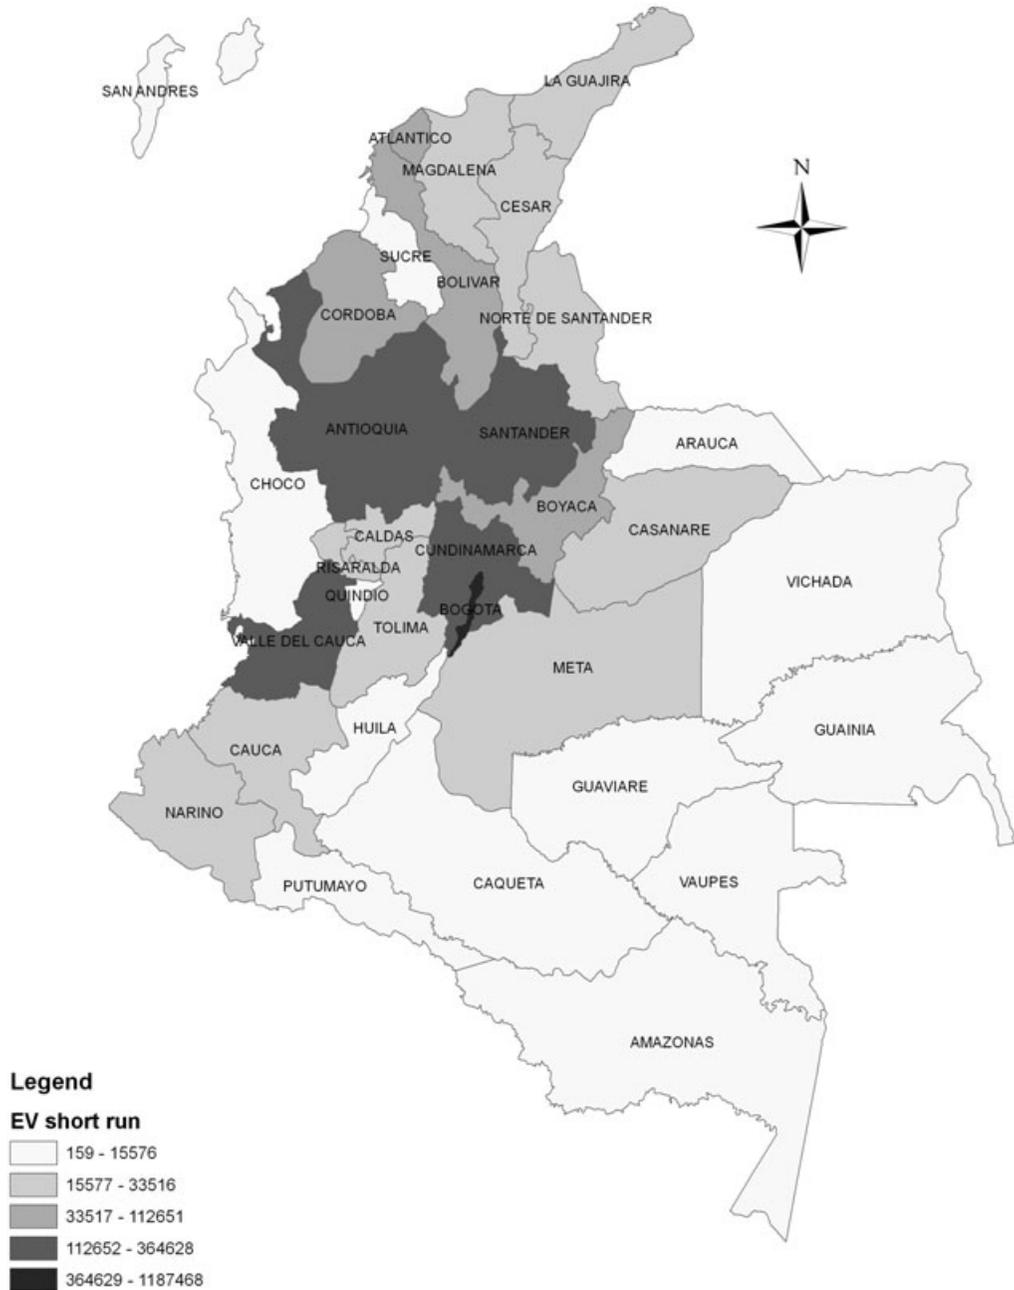 LA GUAJIRA
SAN ANDRES
ATLANTICO
MAGDALENA
N
CESAR
SUCRE
BOLIVAR
CORDOBA
NORTE DE SANTANDER
ANTIOQUIA
SANTANDER
ARAUCA
CHOCO
BOYACA
CASANARE
CALDAS
CUNDINAMARCA
RISARALDA
VICHADA
QUINDIO
BOGOTA
TOLIMA
VALLE DEL CAUCA
META
HUILA
GUAINIA
CAUCA
GUAVIARE
NARINO
PUTUMAYO
CAQUETA
VAUPES
AMAZONAS
Legend
EV short run
159 - 15576
15577 - 33516
33517 - 112651
112652 - 364628
364629 - 1187468